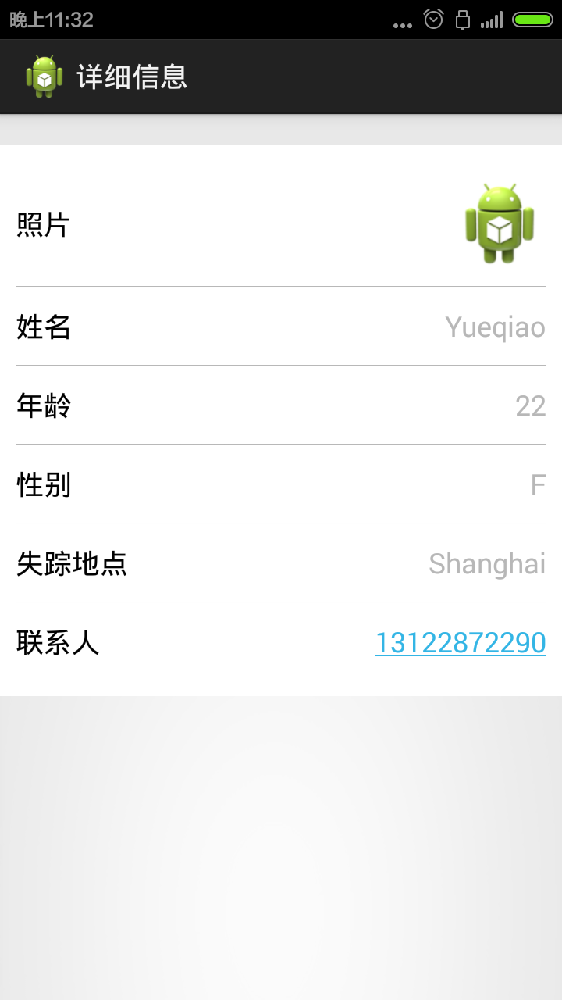 晚上11:32
详细信息
照片
姓名 Yueqiao
年龄 22
性别 F
失踪地点 Shanghai
联系人 13122872290